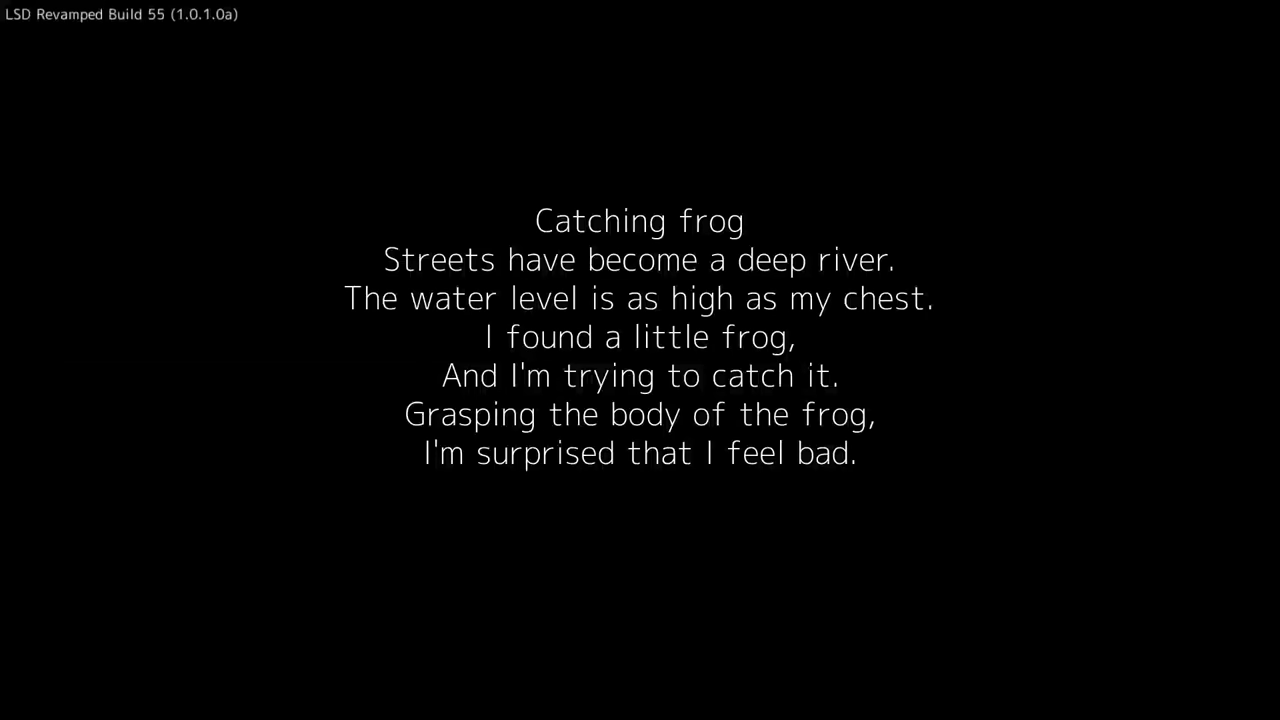 LSD Revamped Build 55 (1.0.1.0a)
Catching frog
Streets have become a deep river.
The water level is as high as my chest.
I found a little frog,
And I'm trying to catch it.
Grasping the body of the frog,
I'm surprised that I feel bad.